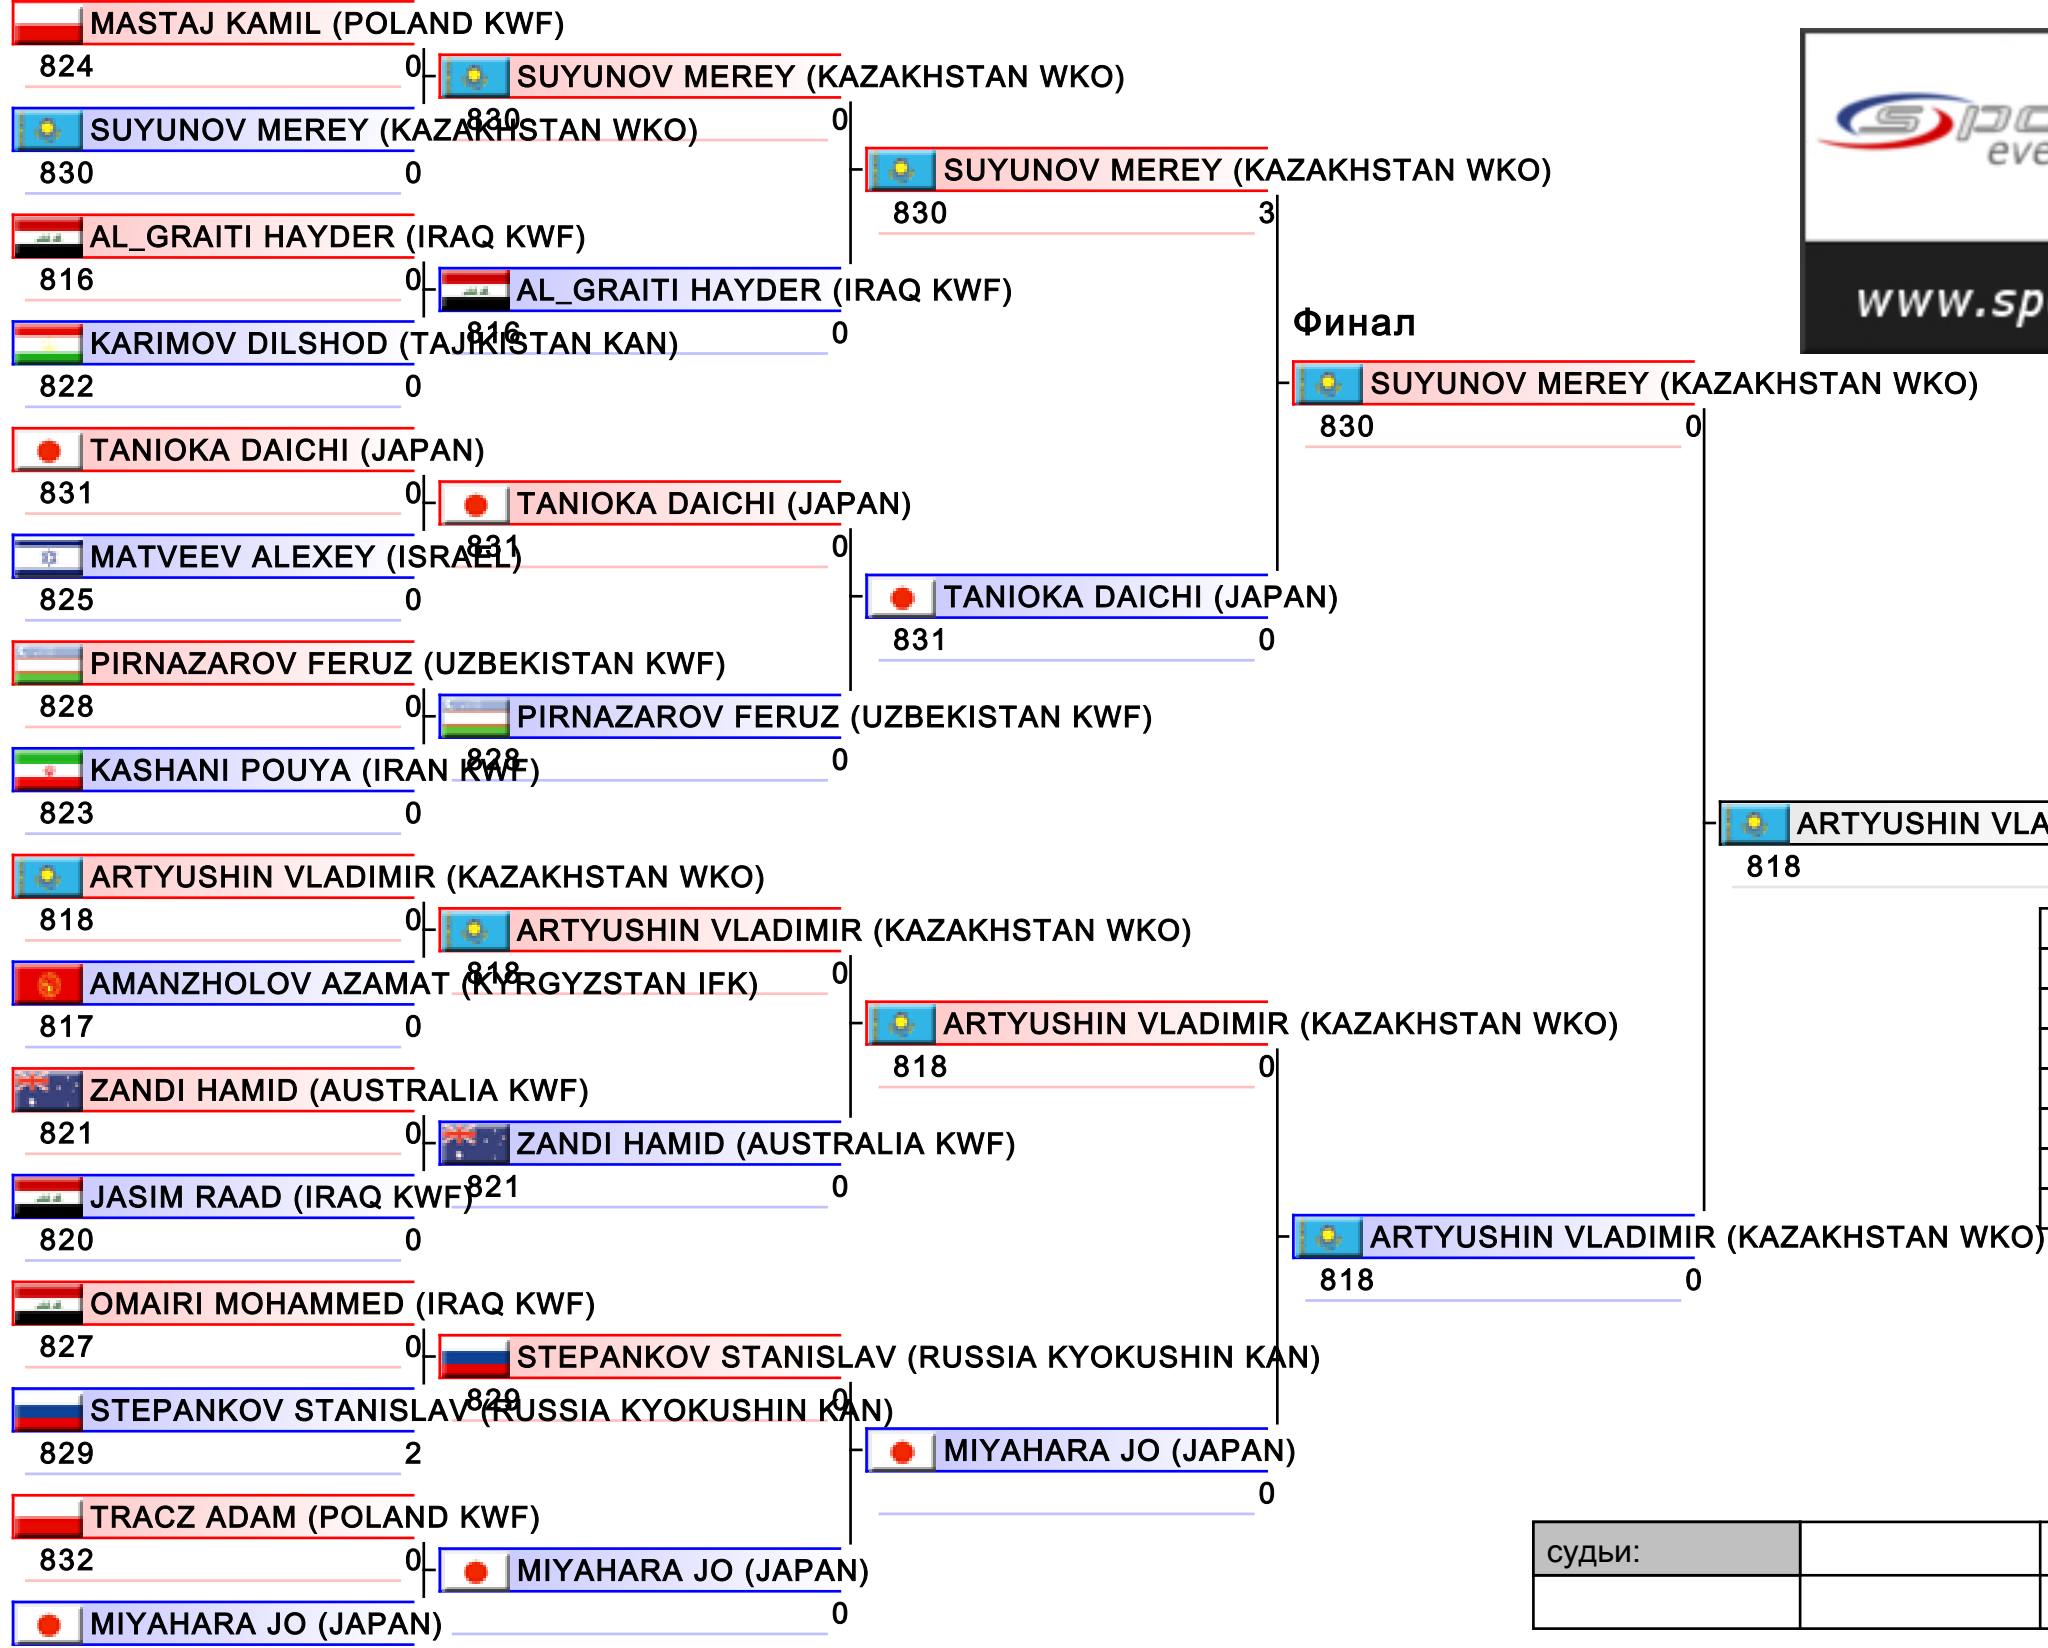 MASTAJ KAMIL (POLAND KWF)
824 0
SUYUNOV MEREY (KAZAKHSTAN WKO)
830 0
SUYUNOV MEREY (KAZAKHSTAN WKO)
830 0
AL_GRAITI HAYDER (IRAQ KWF)
816 0
KARIMOV DILSHOD (TAJIKISTAN KAN)
822 0
AL_GRAITI HAYDER (IRAQ KWF)
816 0
SUYUNOV MEREY (KAZAKHSTAN WKO)
830 3
TANIOKA DAICHI (JAPAN)
831 0
MATVEEV ALEXEY (ISRAEL)
825 0
TANIOKA DAICHI (JAPAN)
831 0
PIRNAZAROV FERUZ (UZBEKISTAN KWF)
828 0
KASHANI POUYA (IRAN KWF)
823 0
PIRNAZAROV FERUZ (UZBEKISTAN KWF)
828 0
TANIOKA DAICHI (JAPAN)
831 0
Финал
SUYUNOV MEREY (KAZAKHSTAN WKO)
830 0
ARTYUSHIN VLADIMIR (KAZAKHSTAN WKO)
818 0
AMANZHOLOV AZAMAT (KYRGYZSTAN IFK)
817 0
ARTYUSHIN VLADIMIR (KAZAKHSTAN WKO)
818 0
ZANDI HAMID (AUSTRALIA KWF)
821 0
JASIM RAAD (IRAQ KWF)
820 0
ZANDI HAMID (AUSTRALIA KWF)
821 0
ARTYUSHIN VLADIMIR (KAZAKHSTAN WKO)
818 0
OMAIRI MOHAMMED (IRAQ KWF)
827 0
STEPANKOV STANISLAV (RUSSIA KYOKUSHIN KAN)
829 2
STEPANKOV STANISLAV (RUSSIA KYOKUSHIN KAN)
829 0
TRACZ ADAM (POLAND KWF)
832 0
MIYAHARA JO (JAPAN)
MIYAHARA JO (JAPAN)
0
MIYAHARA JO (JAPAN)
0
ARTYUSHIN VLADIMIR (KAZAKHSTAN WKO)
818 0
ARTYUSHIN VLA
818
spo
eve
www.sp
судьи: